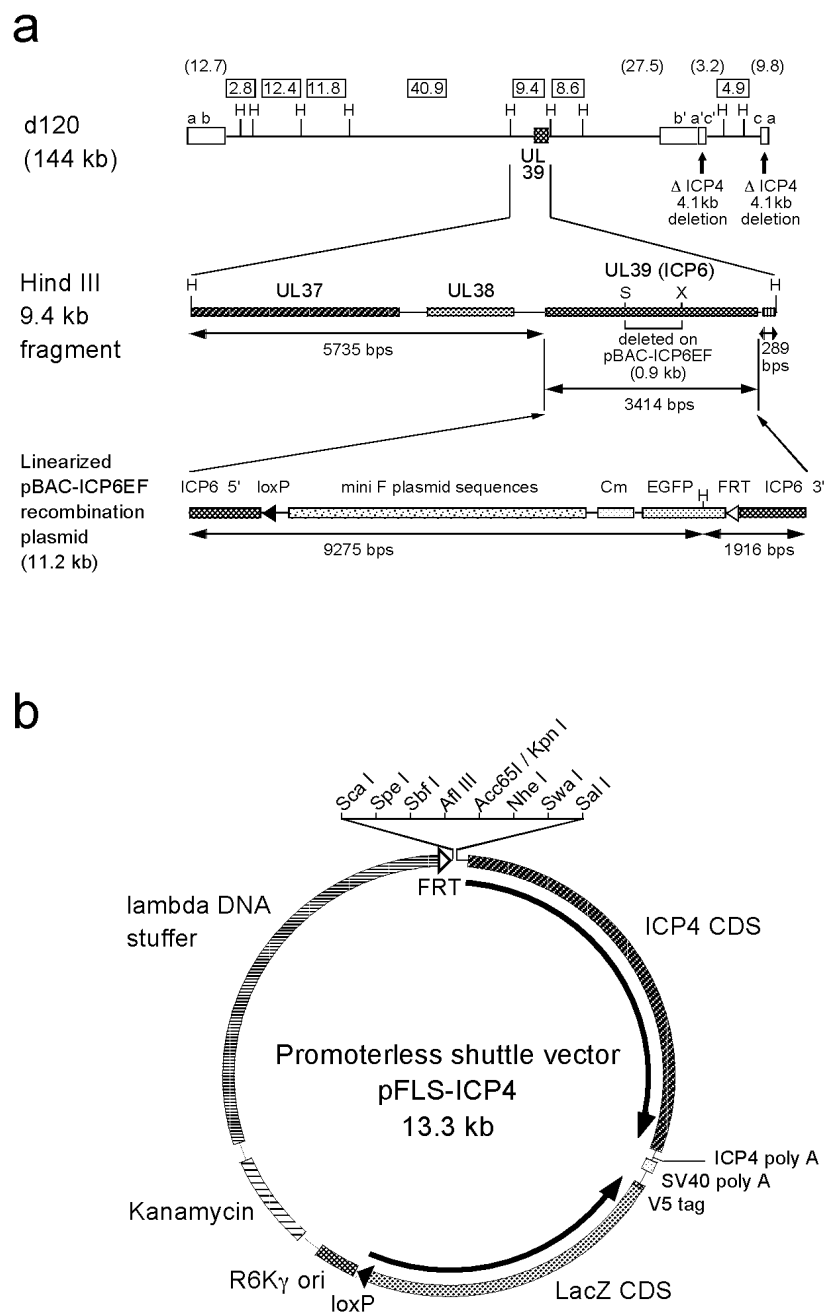 a
(12.7) (27.5) (3.2) (9.8)
2.8 12.4 11.8 40.9 9.4 8.6 4.9
H H H H H H H H H
a b b' a' c' c a
d120
(144 kb)
UL
39
Δ ICP4
4.1kb
deletion
Δ ICP4
4.1kb
deletion
Hind III
9.4 kb
fragment
H UL37 UL38 UL39 (ICP6) H
S X
5735 bps
deleted on
pBAC-ICP6EF
(0.9 kb)
289
bps
3414 bps
Linearized
pBAC-ICP6EF
recombination
plasmid
(11.2 kb)
ICP6 5' loxP mini F plasmid sequences Cm EGFP H FRT ICP6 3'
9275 bps 1916 bps
b
Sca I
Spe I
Sbf I
Afl III
Acc65I / Kpn I
Nhe I
Swa I
Sal I
FRT
lambda DNA
stuffer
ICP4 CDS
Promoterless shuttle vector
pFLS-ICP4
13.3 kb
ICP4 poly A
SV40 poly A
V5 tag
Kanamycin
R6Kγ ori
loxP
LacZ CDS